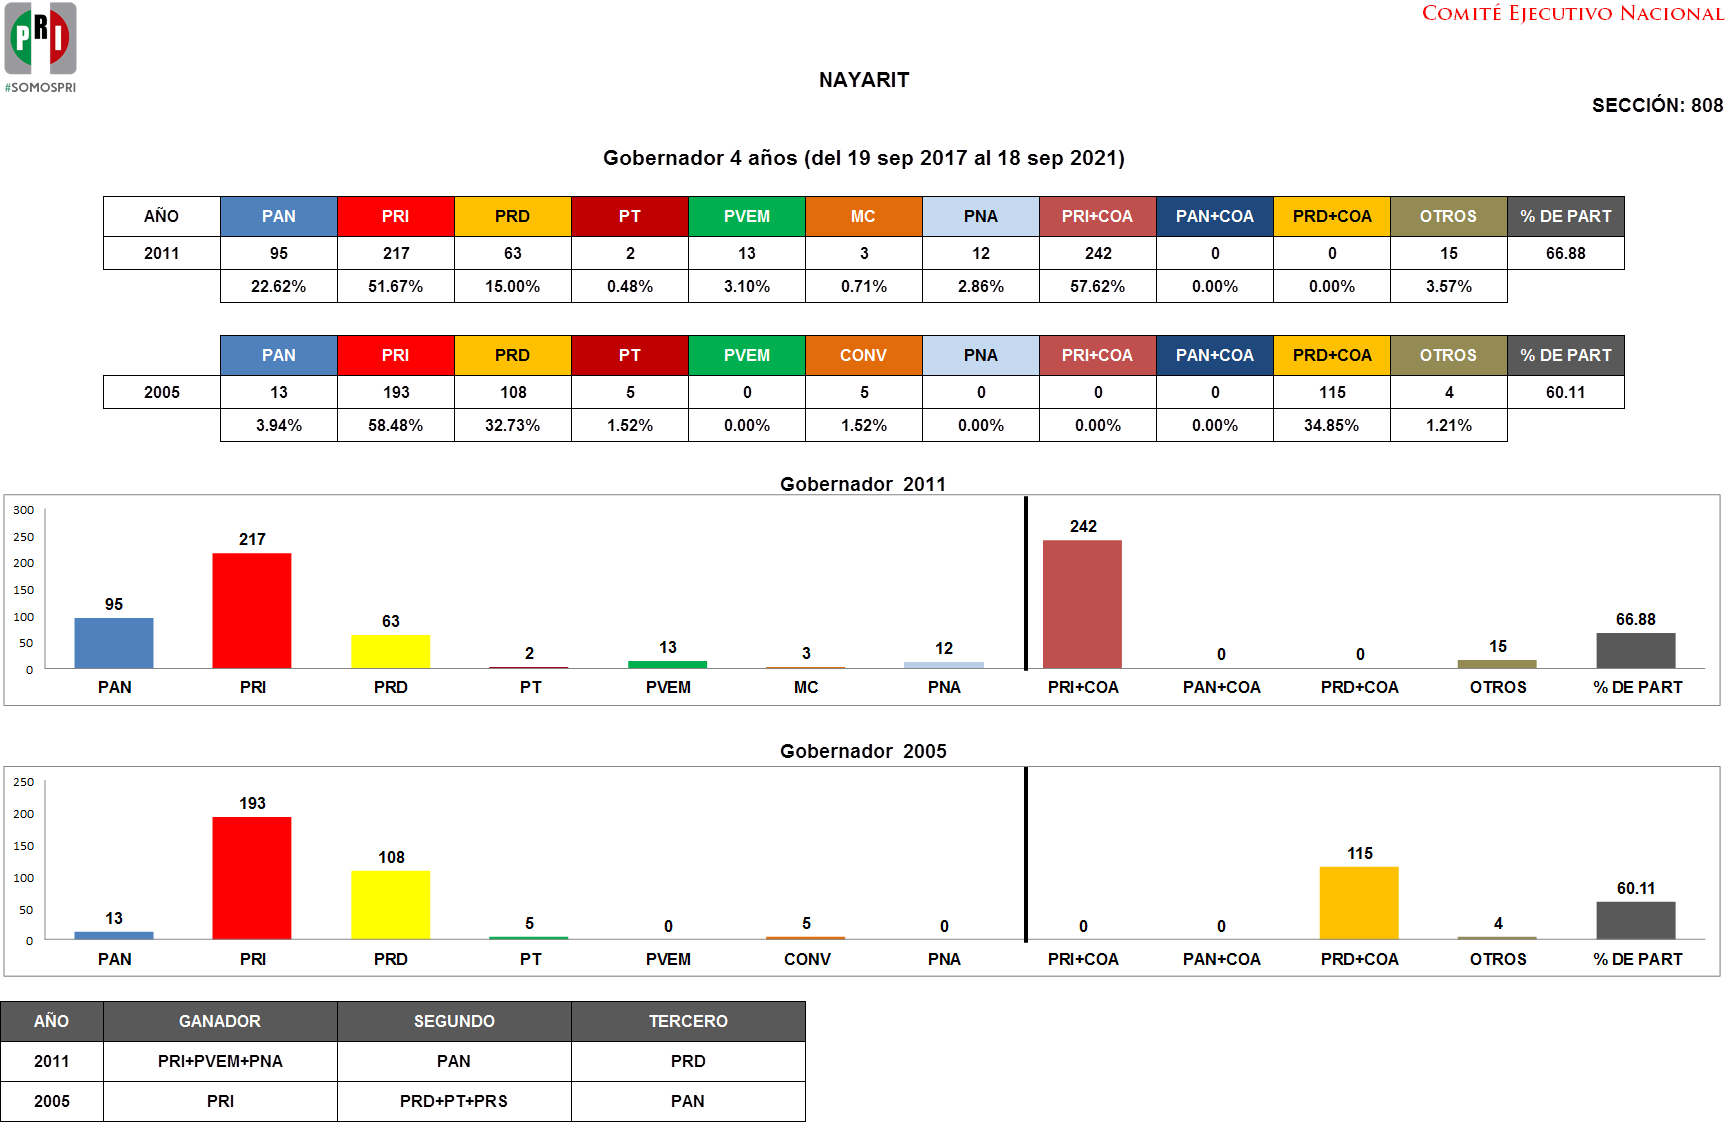 COMITÉ EJECUTIVO NACIONAL
PRI
#SOMOSPRI
NAYARIT
SECCIÓN: 808
Gobernador 4 años (del 19 sep 2017 al 18 sep 2021)
AÑO PAN PRI PRD PT PVEM MC PNA PRI+COA PAN+COA PRD+COA OTROS % DE PART
2011 95 217 63 2 13 3 12 242 0 0 15 66.88
22.62% 51.67% 15.00% 0.48% 3.10% 0.71% 2.86% 57.62% 0.00% 0.00% 3.57%
PAN PRI PRD PT PVEM CONV PNA PRI+COA PAN+COA PRD+COA OTROS % DE PART
2005 13 193 108 5 0 5 0 0 0 115 4 60.11
3.94% 58.48% 32.73% 1.52% 0.00% 1.52% 0.00% 0.00% 0.00% 34.85% 1.21%
Gobernador 2011
300
250
200
150
100
50
0
95 217 63 2 13 3 12 242 0 0 15 66.88
PAN PRI PRD PT PVEM MC PNA PRI+COA PAN+COA PRD+COA OTROS % DE PART
Gobernador 2005
250
200
150
100
50
0
13 193 108 5 0 5 0 0 0 115 4 60.11
PAN PRI PRD PT PVEM CONV PNA PRI+COA PAN+COA PRD+COA OTROS % DE PART
AÑO GANADOR SEGUNDO TERCERO
2011 PRI+PVEM+PNA PAN PRD
2005 PRI PRD+PT+PRS PAN